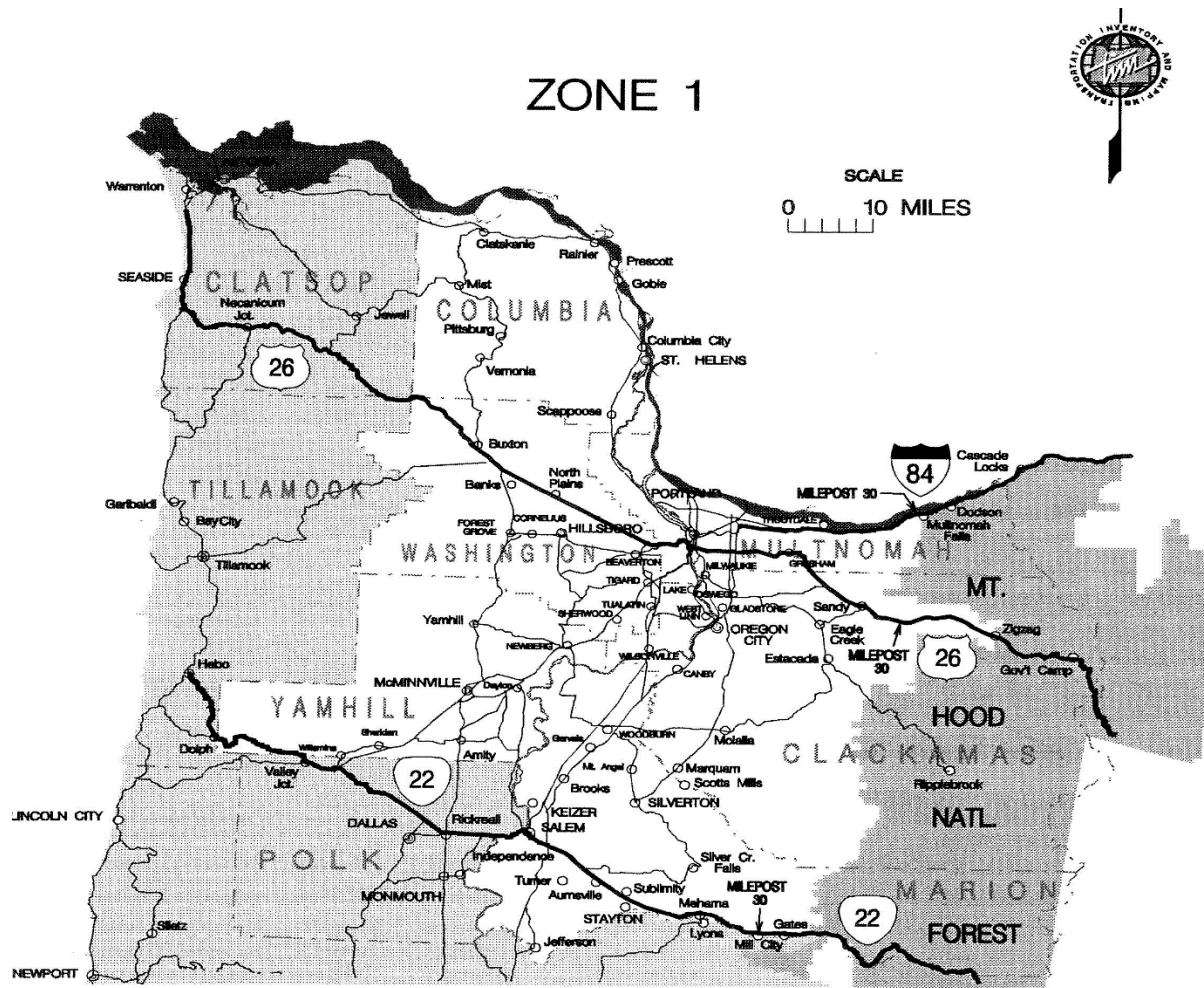 TRANSPORTATION INVENTORY AND MAPPING
tim
ZONE 1
SCALE
0 10 MILES
Warrenton
Clatskanie
Rainier
Prescott
Goble
SEASIDE
CLATSOP
Necanicum
Jct.
Jewell
Mist
COLUMBIA
Pittsburg
Columbia City
ST. HELENS
26
Vernonia
Scappoose
Buxton
84
Cascade
Locks
North
Plains
Banks
PORTLAND
MILEPOST 30
Dodson
Multnomah
Falls
Garibaldi
TILLAMOOK
Bay City
TROUTDALE
CORNELIUS
FOREST
GROVE
HILLSBORO
WASHINGTON
MULTNOMAH
Tillamook
BEAVERTON
MILWAUKIE
GRESHAM
TIGARD
LAKE
OSWEGO
MT.
TUALATIN
WEST
LINN
GLADSTORE
Sandy
SHERWOOD
Yamhill
OREGON
CITY
Eagle
Creek
Zigzag
NEWBERG
WILSONVILLE
MILEPOST
30
26
Estacada
Gov't Camp
Hebo
CANBY
McMINNVILLE
Dayton
YAMHILL
HOOD
Sheridan
WOODBURN
Molalla
Dolph
Willamina
Amity
Gervais
CLACKAMAS
Valley
Jct.
22
Mt. Angel
Marquam
Scotts Mills
Ripplebrook
Brooks
LINCOLN CITY
KEIZER
SILVERTON
NATL.
DALLAS
Rickreall
SALEM
POLK
Independence
Silver Cr.
Falls
MONMOUTH
Turner
Aumsville
Sublimity
MILEPOST
30
MARION
STAYTON
Mehama
Lyons
Mill City
Gates
22
FOREST
Siletz
Jefferson
NEWPORT